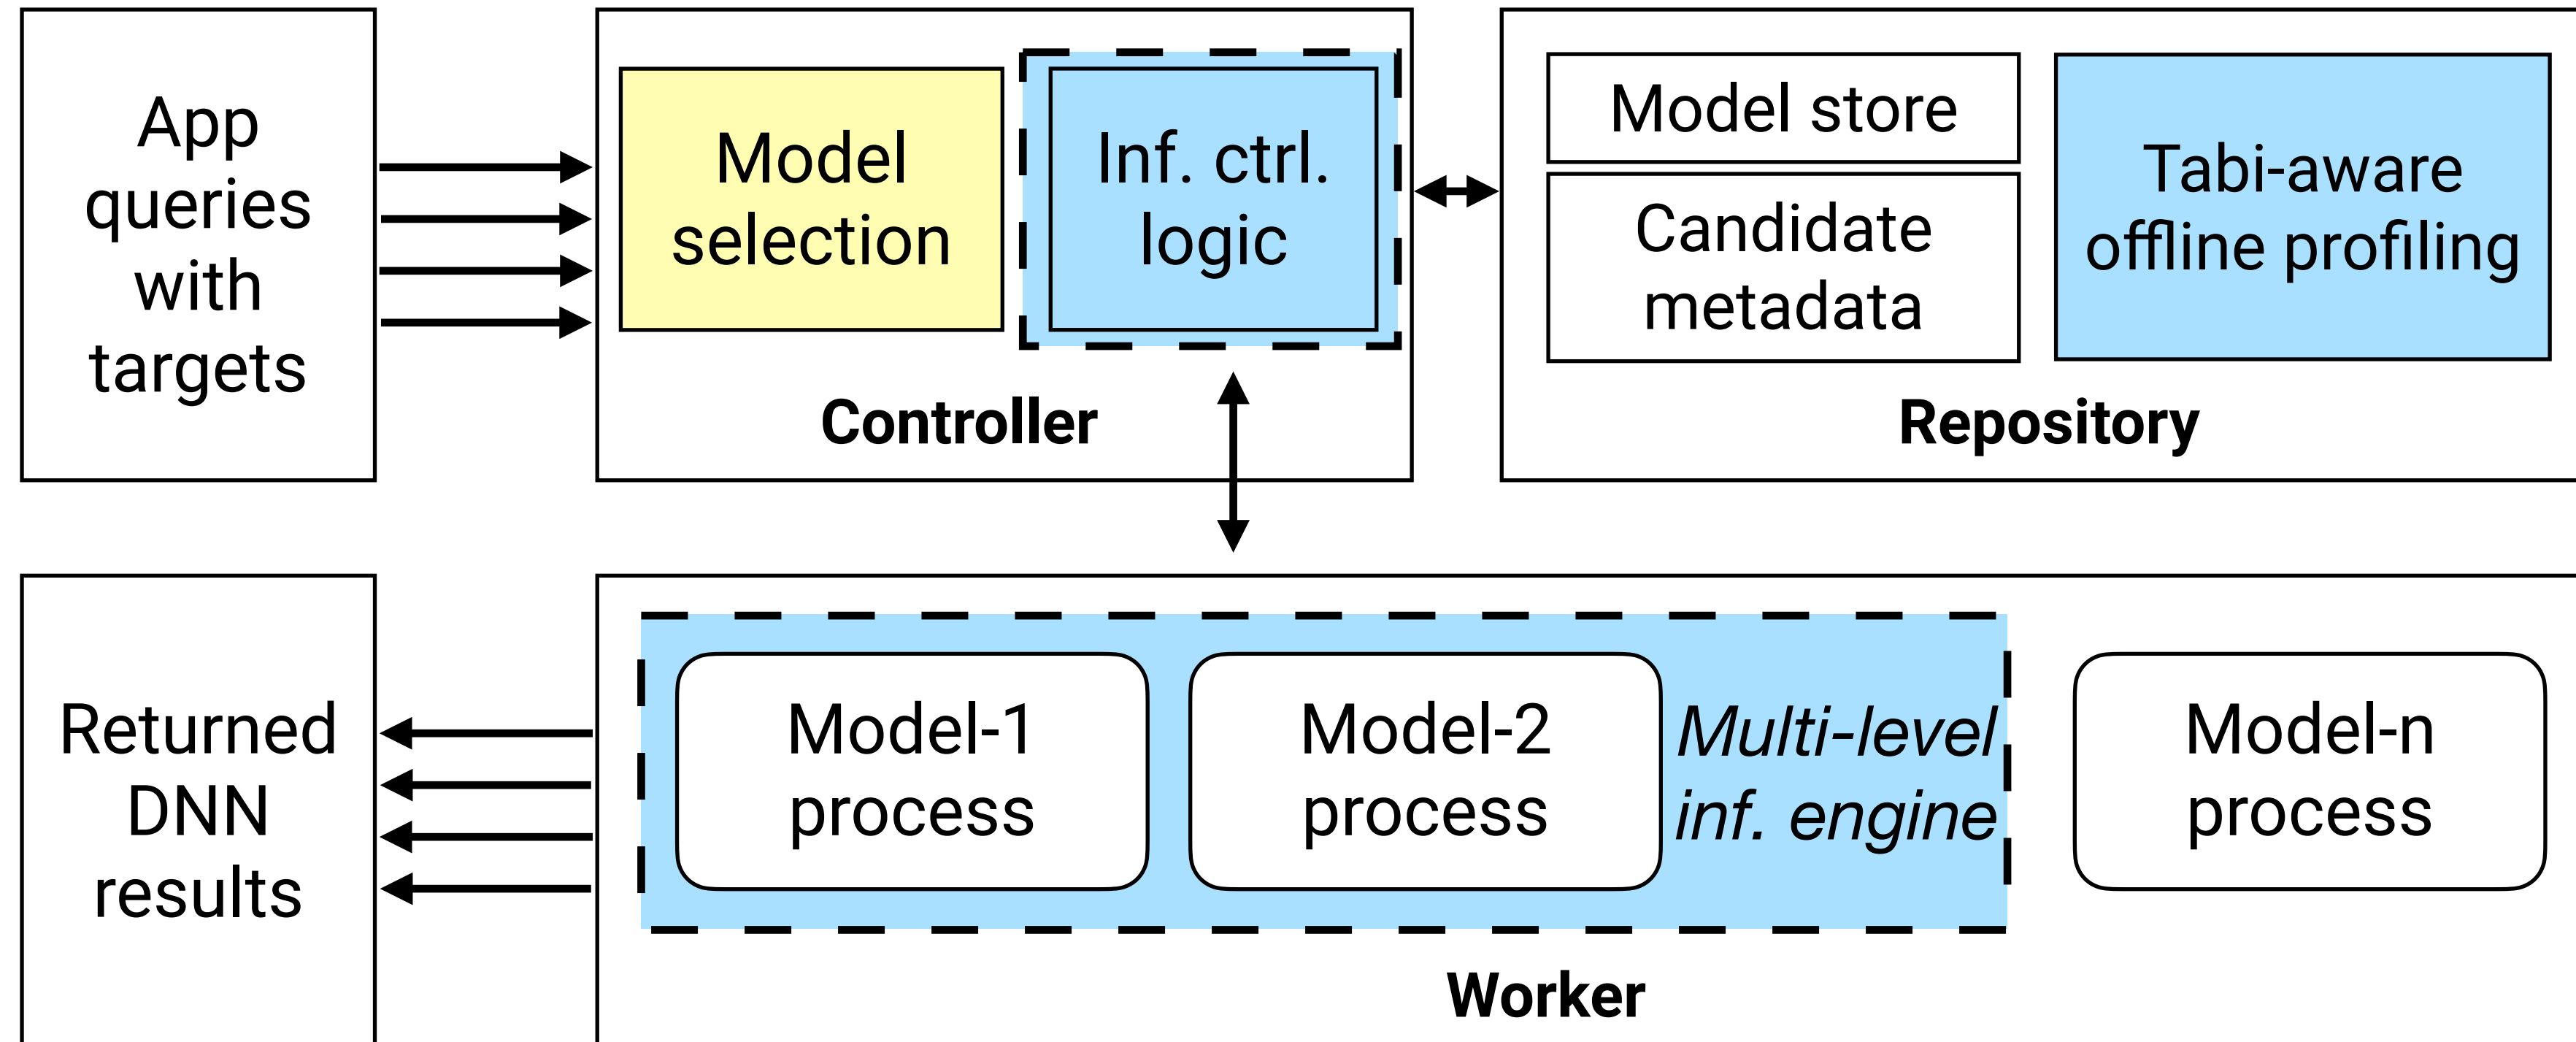 App
queries
with
targets
Model
selection
Inf. ctrl.
logic
Controller
Model store
Candidate
metadata
Tabi-aware
offline profiling
Repository
Returned
DNN
results
Model-1
process
Model-2
process
Multi-level
inf. engine
Model-n
process
Worker